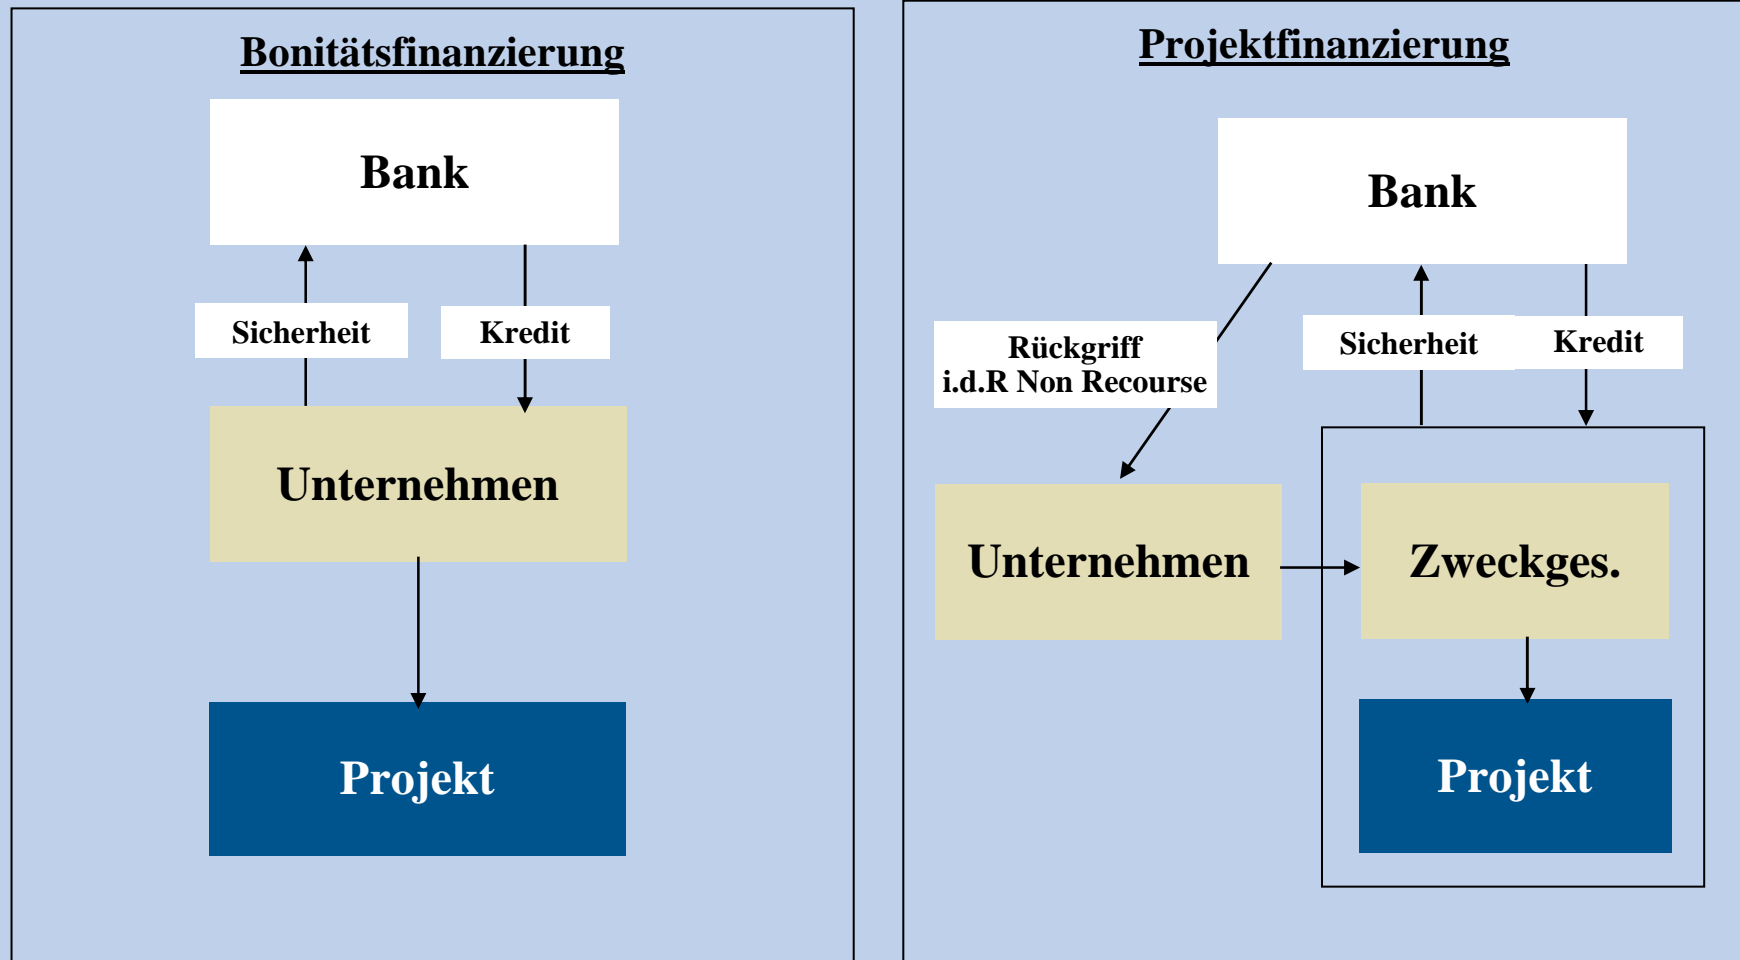 Bonitätsfinanzierung
Bank
Sicherheit
Kredit
Unternehmen
Projekt
Projektfinanzierung
Bank
Rückgriff
i.d.R Non Recourse
Sicherheit
Kredit
Unternehmen
Zweckges.
Projekt